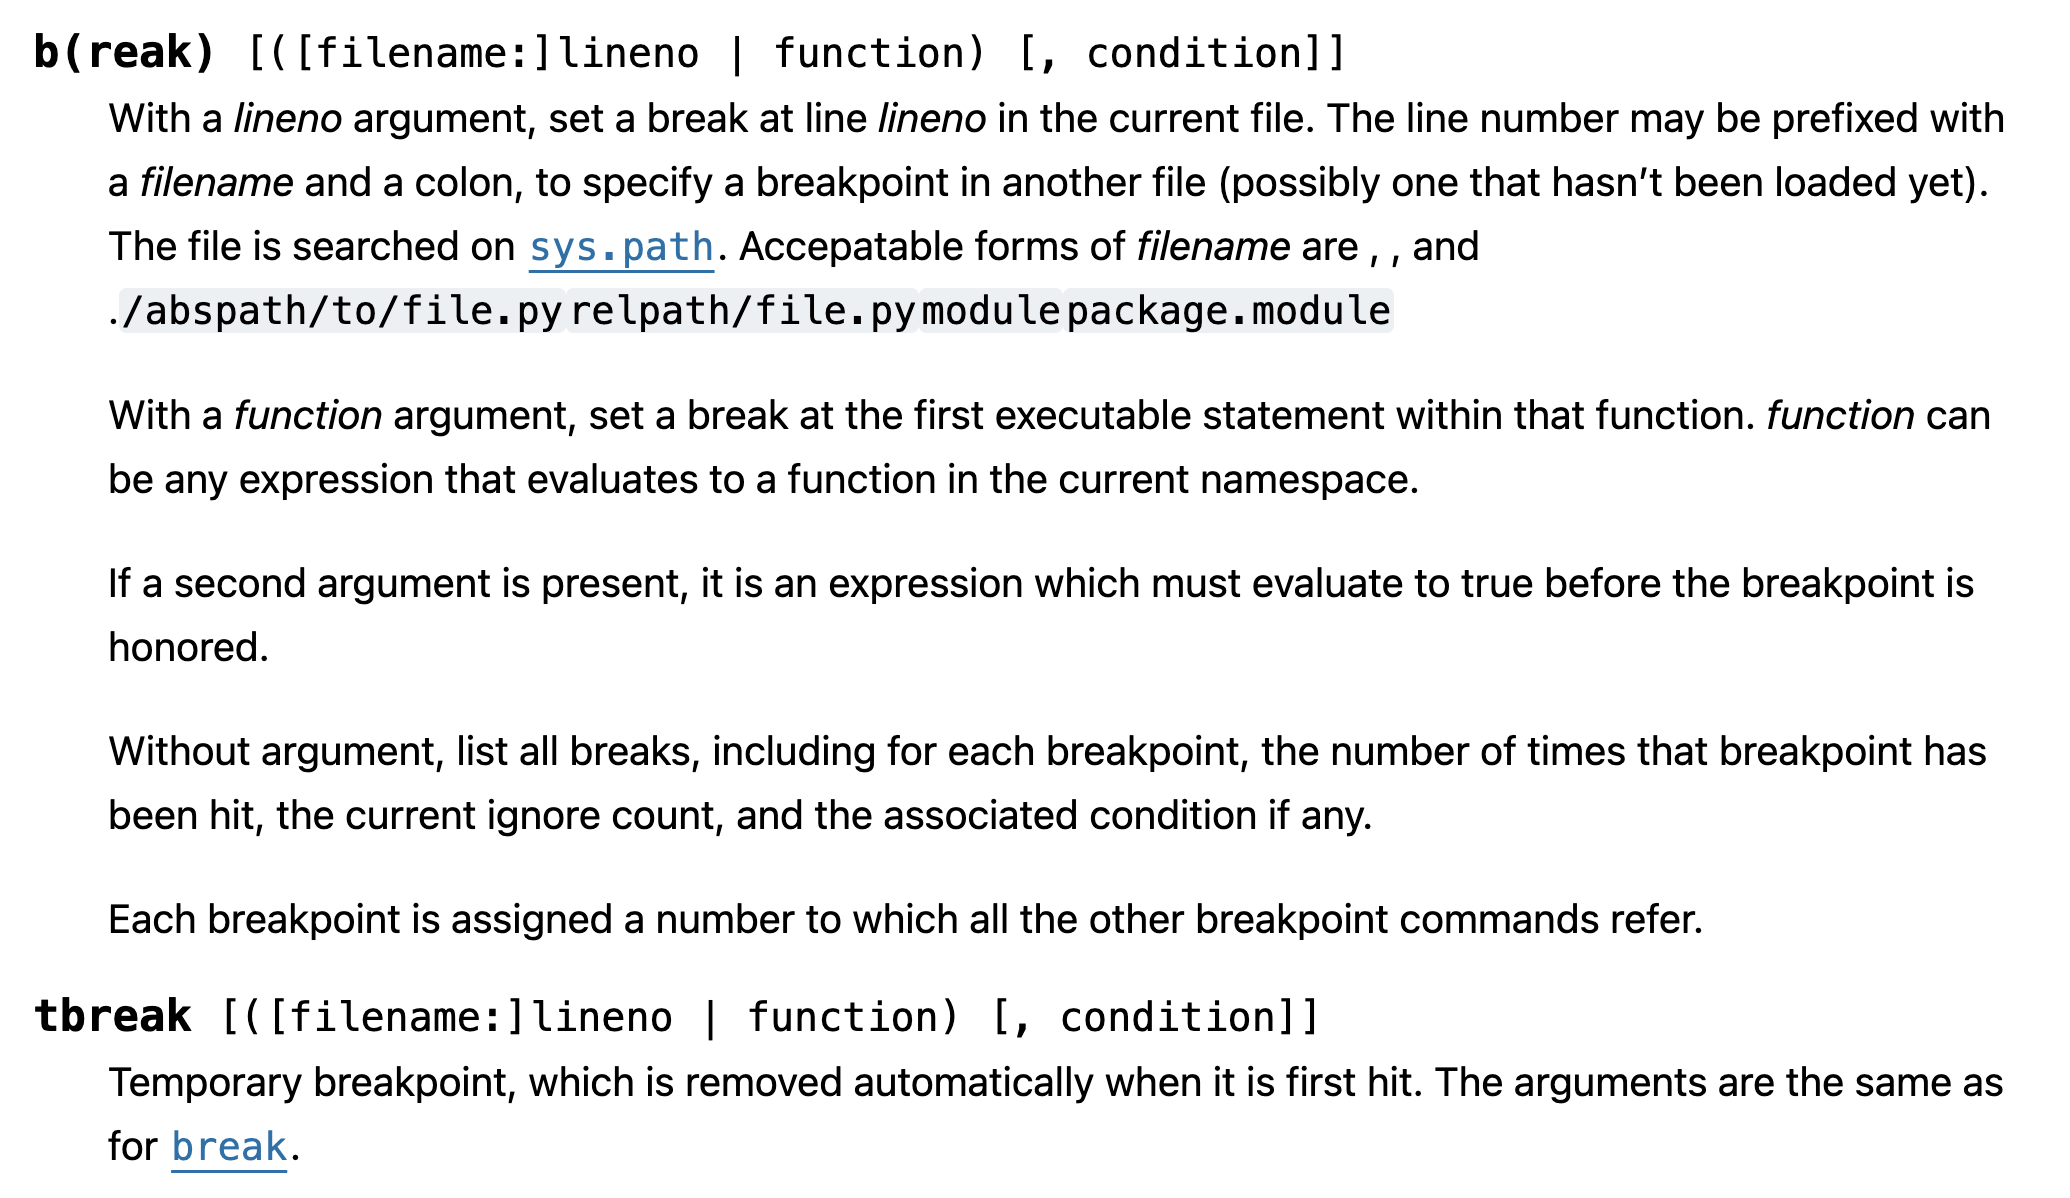 b(reak) [([filename:]lineno | function) [, condition]]
With a lineno argument, set a break at line lineno in the current file. The line number may be prefixed with
a filename and a colon, to specify a breakpoint in another file (possibly one that hasn't been loaded yet).
The file is searched on sys.path. Accepatable forms of filename are , , and
./abspath/to/file.pyrelpath/file.pymodulepackage.module
With a function argument, set a break at the first executable statement within that function. function can
be any expression that evaluates to a function in the current namespace.
If a second argument is present, it is an expression which must evaluate to true before the breakpoint is
honored.
Without argument, list all breaks, including for each breakpoint, the number of times that breakpoint has
been hit, the current ignore count, and the associated condition if any.
Each breakpoint is assigned a number to which all the other breakpoint commands refer.
tbreak [([filename:]lineno | function) [, condition]]
Temporary breakpoint, which is removed automatically when it is first hit. The arguments are the same as
for break.